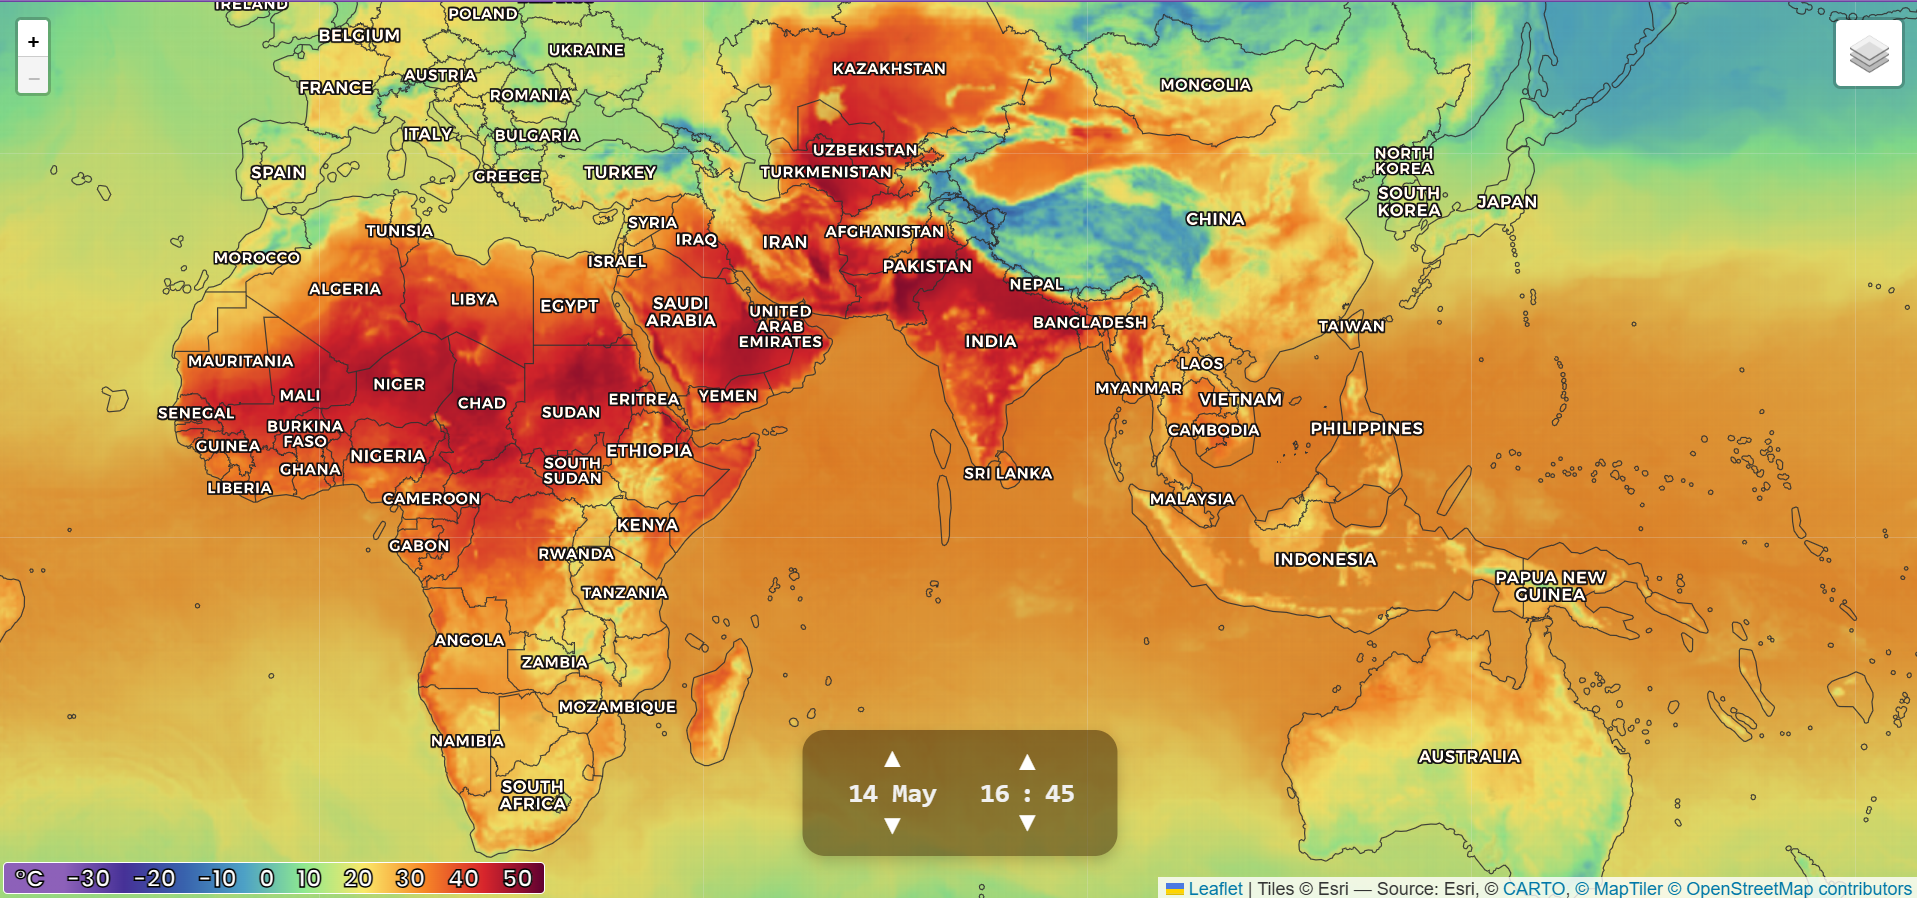 IRELAND
POLAND
BELGIUM
UKRAINE
FRANCE
AUSTRIA
ROMANIA
ITALY
BULGARIA
SPAIN
GREECE
TURKEY
KAZAKHSTAN
MONGOLIA
UZBEKISTAN
TURKMENISTAN
NORTH
KOREA
SOUTH
KOREA
JAPAN
CHINA
TUNISIA
SYRIA
IRAQ
IRAN
AFGHANISTAN
MOROCCO
ISRAEL
PAKISTAN
NEPAL
ALGERIA
LIBYA
EGYPT
SAUDI
ARABIA
UNITED
ARAB
EMIRATES
INDIA
BANGLADESH
TAIWAN
MAURITANIA
MALI
NIGER
CHAD
SUDAN
ERITREA
YEMEN
LAOS
MYANMAR
VIETNAM
SENEGAL
GUINEA
BURKINA
FASO
GHANA
NIGERIA
LIBERIA
SOUTH
SUDAN
ETHIOPIA
CAMBODIA
PHILIPPINES
SRI LANKA
MALAYSIA
CAMEROON
KENYA
GABON
RWANDA
TANZANIA
INDONESIA
PAPUA NEW
GUINEA
ANGOLA
ZAMBIA
MOZAMBIQUE
NAMIBIA
SOUTH
AFRICA
AUSTRALIA
+
−
▲ ▲
14 May 16 : 45
▼ ▼
°C -30 -20 -10 0 10 20 30 40 50
Leaflet | Tiles © Esri — Source: Esri, © CARTO, © MapTiler © OpenStreetMap contributors